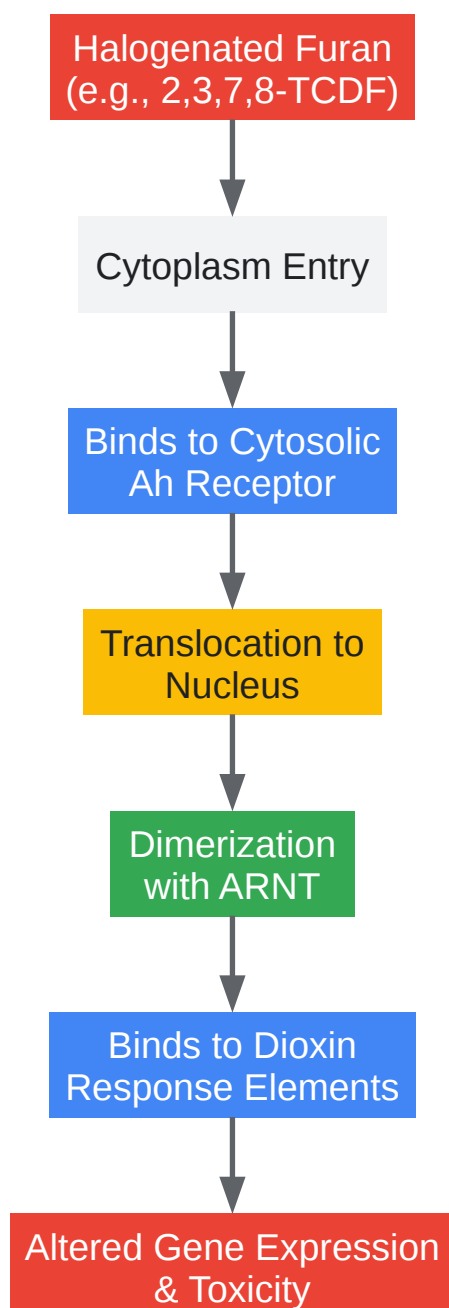 Halogenated Furan
(e.g., 2,3,7,8-TCDF)
Cytoplasm Entry
Binds to Cytosolic
Ah Receptor
Translocation to
Nucleus
Dimerization
with ARNT
Binds to Dioxin
Response Elements
Altered Gene Expression
& Toxicity